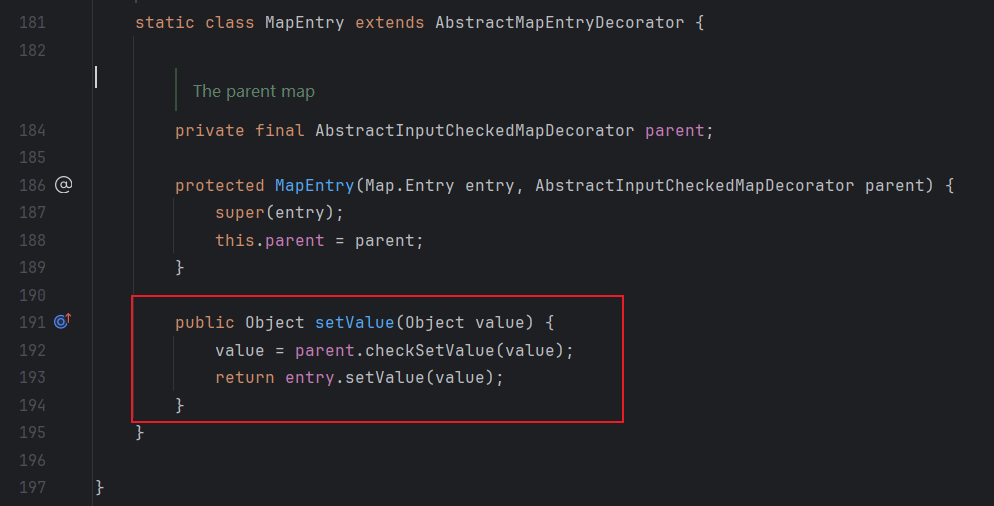 181 static class MapEntry extends AbstractMapEntryDecorator {
182
The parent map
184 private final AbstractInputCheckedMapDecorator parent;
185
186 @ protected MapEntry(Map.Entry entry, AbstractInputCheckedMapDecorator parent) {
187 super(entry);
188 this.parent = parent;
189 }
190
191 public Object setValue(Object value) {
192 value = parent.checkSetValue(value);
193 return entry.setValue(value);
194 }
195 }
196
197 }